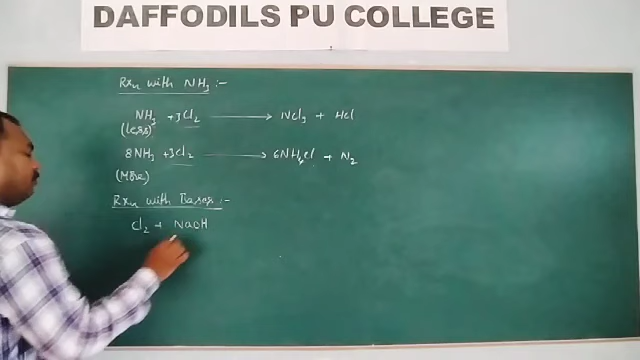 DAFFODILS PU COLLEGE
Rxn with NH3 :-
NH3 + 3Cl2 ⟶ NCl3 + HCl
(Less)
8NH3 + 3Cl2 ⟶ 6NH4Cl + N2
(More)
Rxn with Bases :-
Cl2 + NaOH